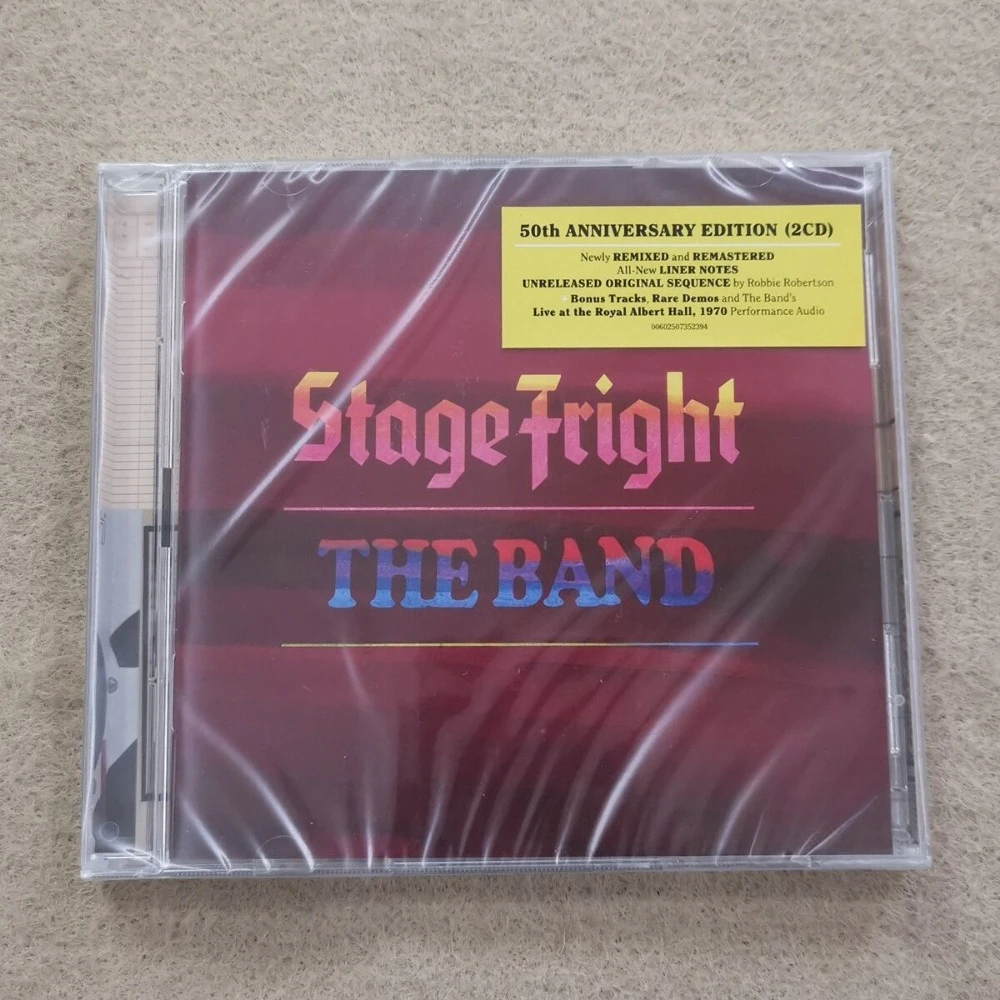 50th ANNIVERSARY EDITION (2CD)
Newly REMIXED and REMASTERED
All-New LINER NOTES
UNRELEASED ORIGINAL SEQUENCE by Robbie Robertson
Bonus Tracks, Rare Demos and The Band's
Live at the Royal Albert Hall, 1970 Performance Audio
00602507352394
Stage Fright
THE BAND